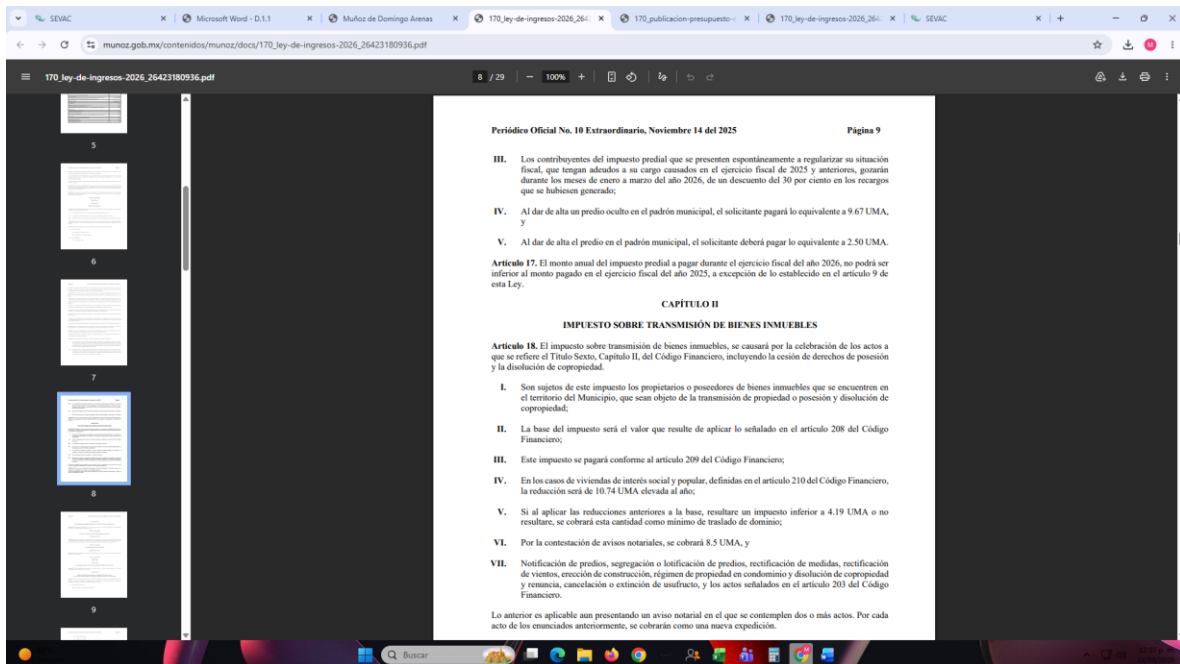 SEVAC
Microsoft Word - D.1.1
Muñoz de Domingo Arenas
170_ley-de-ingresos-2026_264
170_publicacion-presupuesto-
170_ley-de-ingresos-2026_264
SEVAC
munoz.gob.mx/contenidos/munoz/docs/170_ley-de-ingresos-2026_26423180936.pdf
170_ley-de-ingresos-2026_26423180936.pdf
8 / 29
100%
5
6
7
8
9
Periódico Oficial No. 10 Extraordinario, Noviembre 14 del 2025 Página 9
III. Los contribuyentes del impuesto predial que se presenten espontáneamente a regularizar su situación
fiscal, que tengan adeudos a su cargo causados en el ejercicio fiscal de 2025 y anteriores, gozarán
durante los meses de enero a marzo del año 2026, de un descuento del 30 por ciento en los recargos
que se hubiesen generado;
IV. Al dar de alta un predio oculto en el padrón municipal, el solicitante pagará lo equivalente a 9.67 UMA,
y
V. Al dar de alta el predio en el padrón municipal, el solicitante deberá pagar lo equivalente a 2.50 UMA.
Artículo 17. El monto anual del impuesto predial a pagar durante el ejercicio fiscal del año 2026, no podrá ser
inferior al monto pagado en el ejercicio fiscal del año 2025, a excepción de lo establecido en el artículo 9 de
esta Ley.
CAPÍTULO II
IMPUESTO SOBRE TRANSMISIÓN DE BIENES INMUEBLES
Artículo 18. El impuesto sobre transmisión de bienes inmuebles, se causará por la celebración de los actos a
que se refiere el Título Sexto, Capítulo II, del Código Financiero, incluyendo la cesión de derechos de posesión
y la disolución de copropiedad.
I. Son sujetos de este impuesto los propietarios o poseedores de bienes inmuebles que se encuentren en
el territorio del Municipio, que sean objeto de la transmisión de propiedad o posesión y disolución de
copropiedad;
II. La base del impuesto será el valor que resulte de aplicar lo señalado en el artículo 208 del Código
Financiero;
III. Este impuesto se pagará conforme al artículo 209 del Código Financiero;
IV. En los casos de viviendas de interés social y popular, definidas en el artículo 210 del Código Financiero,
la reducción será de 10.74 UMA elevada al año;
V. Si al aplicar las reducciones anteriores a la base, resultare un impuesto inferior a 4.19 UMA o no
resultare, se cobrará esta cantidad como mínimo de traslado de dominio;
VI. Por la contestación de avisos notariales, se cobrará 8.5 UMA, y
VII. Notificación de predios, segregación o lotificación de predios, rectificación de medidas, rectificación
de vientos, erección de construcción, régimen de propiedad en condominio y disolución de copropiedad
y renuncia, cancelación o extinción de usufructo, y los actos señalados en el artículo 203 del Código
Financiero.
Lo anterior es aplicable aun presentando un aviso notarial en el que se contemplen dos o más actos. Por cada
acto de los enunciados anteriormente, se cobrarán como una nueva expedición.
Buscar